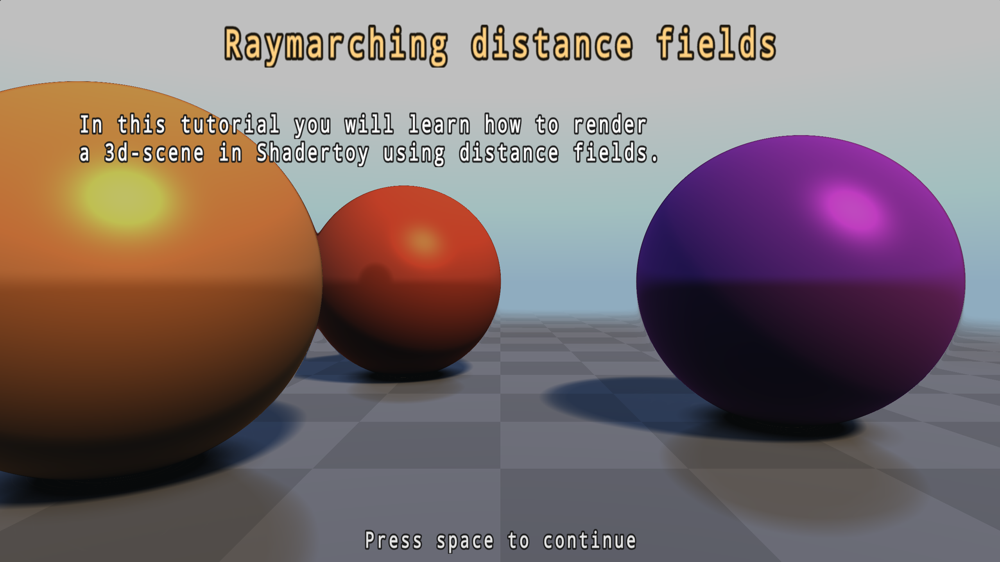 Raymarching distance fields
In this tutorial you will learn how to render
a 3d-scene in Shadertoy using distance fields.
Press space to continue